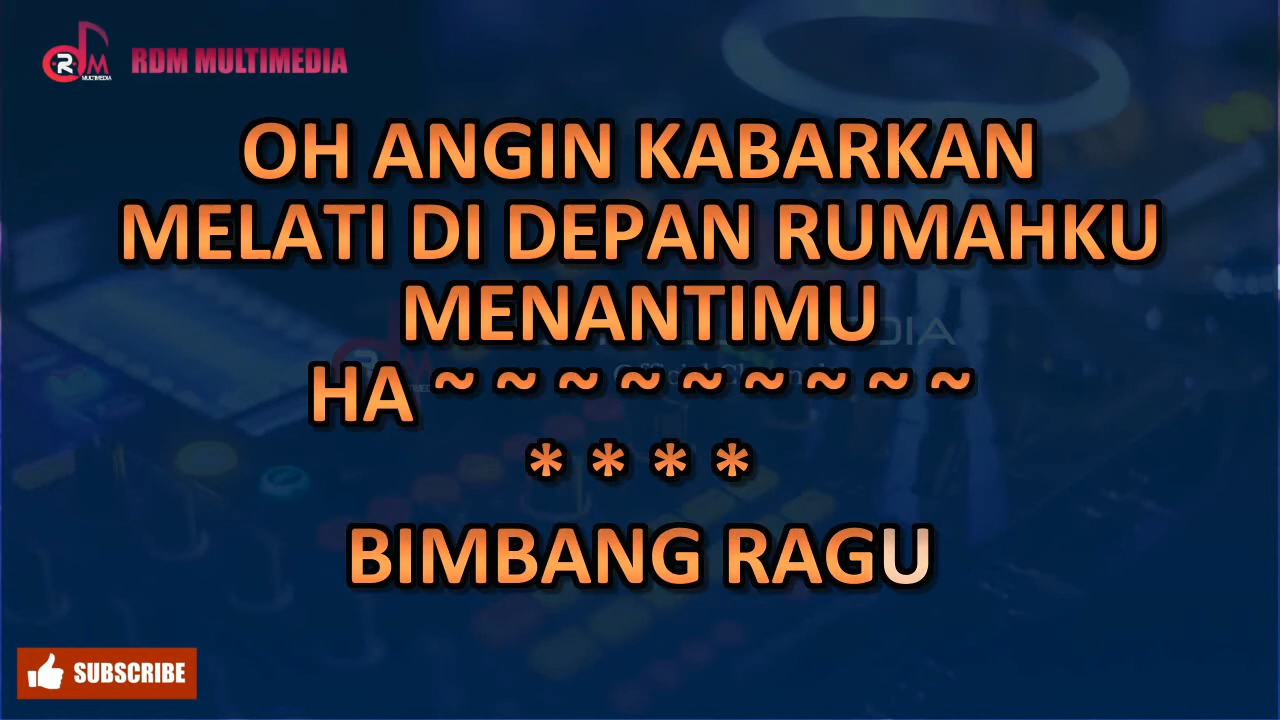 RDM MULTIMEDIA
OH ANGIN KABARKAN
MELATI DI DEPAN RUMAHKU
MENANTIMU
HA ~ ~ ~ ~ ~ ~ ~ ~ ~
* * * *
BIMBANG RAGU
SUBSCRIBE